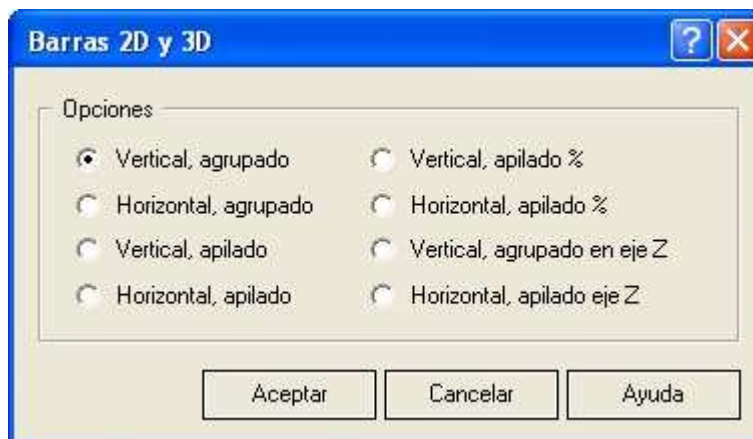 Barras 2D y 3D
?
Opciones
Vertical, agrupado
Horizontal, agrupado
Vertical, apilado
Horizontal, apilado
Vertical, apilado %
Horizontal, apilado %
Vertical, agrupado en eje Z
Horizontal, apilado eje Z
Aceptar
Cancelar
Ayuda